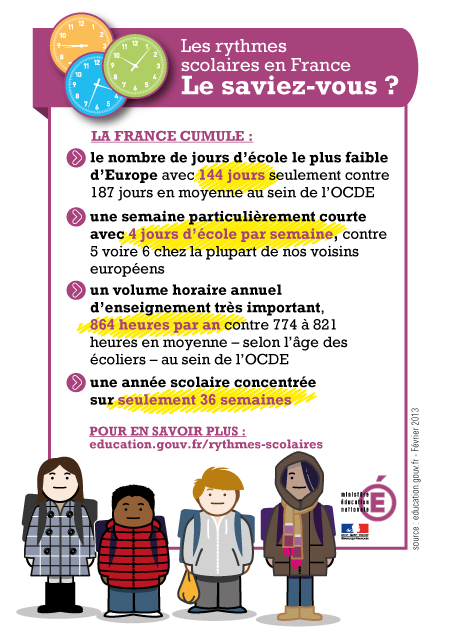 Les rythmes
scolaires en France
Le saviez-vous ?
LA FRANCE CUMULE :
le nombre de jours d'école le plus faible
d'Europe avec 144 jours seulement contre
187 jours en moyenne au sein de l'OCDE
une semaine particulièrement courte
avec 4 jours d'école par semaine, contre
5 voire 6 chez la plupart de nos voisins
européens
un volume horaire annuel
d'enseignement très important,
864 heures par an contre 774 à 821
heures en moyenne – selon l'âge des
écoliers – au sein de l'OCDE
une année scolaire concentrée
sur seulement 36 semaines
POUR EN SAVOIR PLUS :
education.gouv.fr/rythmes-scolaires
source : education.gouv.fr - Février 2013
ministère
éducation
nationale
É